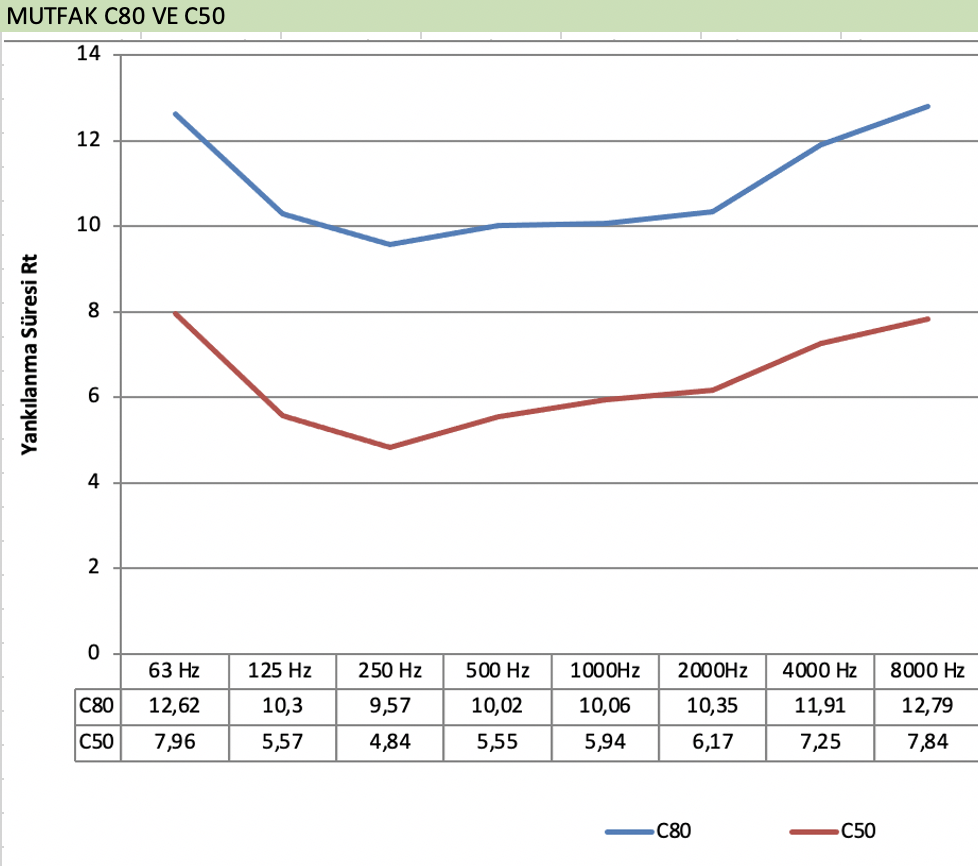 MUTFAK C80 VE C50
14
12
10
8
6
4
2
0
Yankılanma Süresi Rt
63 Hz 125 Hz 250 Hz 500 Hz 1000Hz 2000Hz 4000 Hz 8000 Hz
C80 12,62 10,3 9,57 10,02 10,06 10,35 11,91 12,79
C50 7,96 5,57 4,84 5,55 5,94 6,17 7,25 7,84
C80 C50